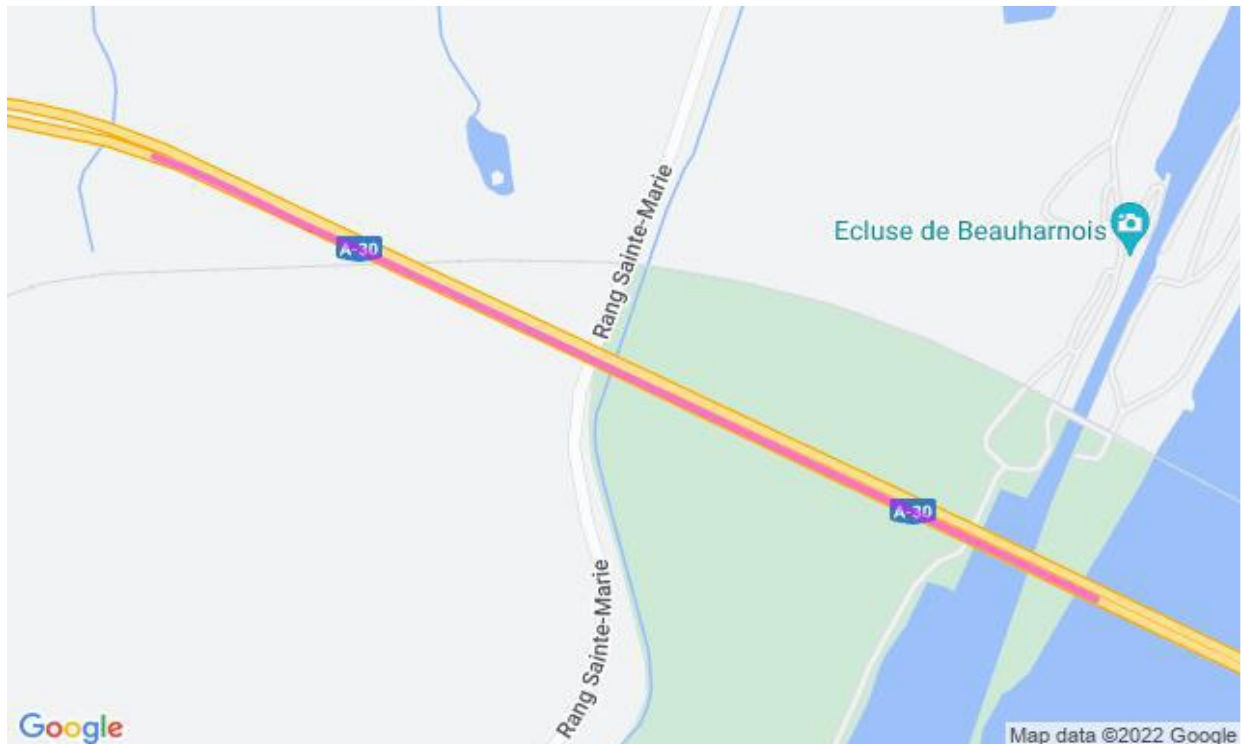 Rang Sainte-Marie
Ecluse de Beauharnois
A-30
A-30
Rang Sainte-Marie
Google
Map data ©2022 Google